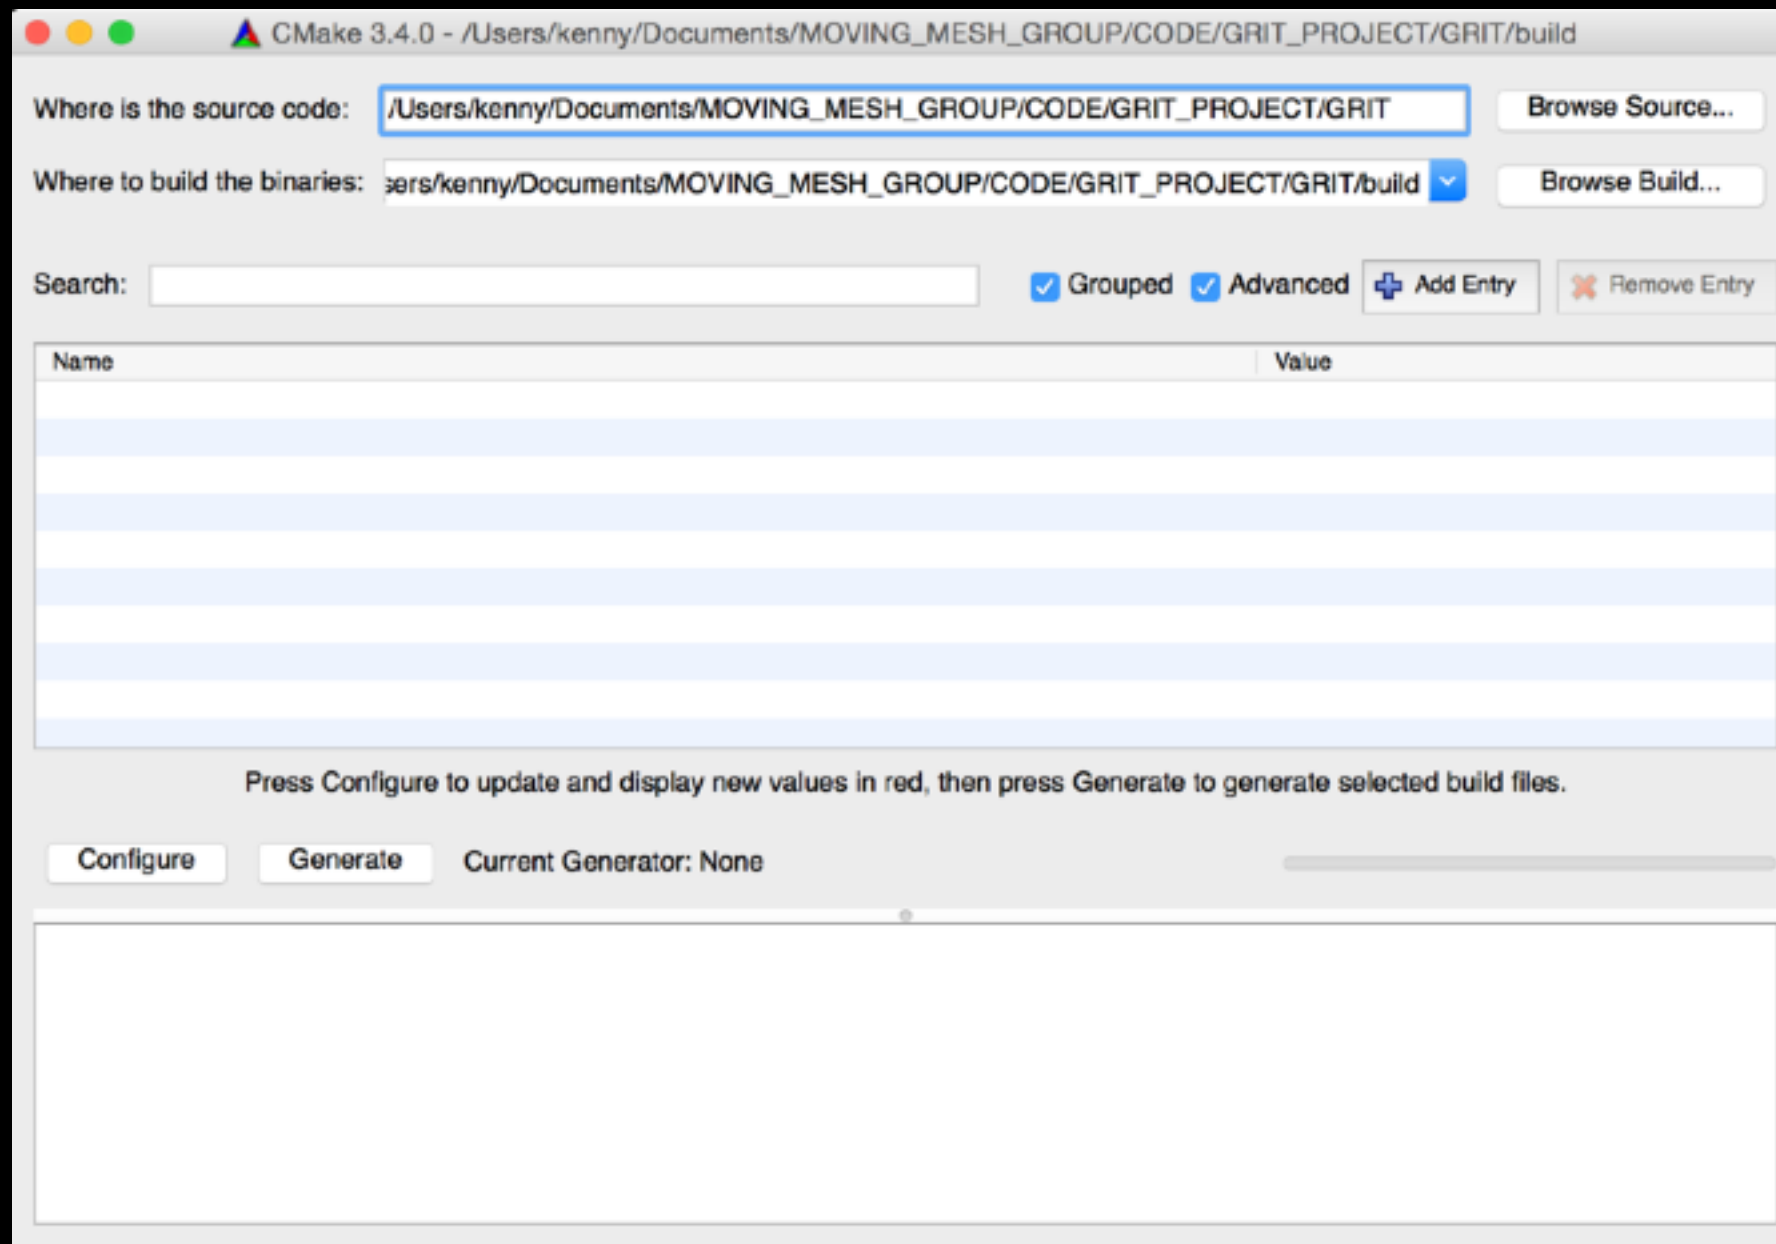 CMake 3.4.0 - /Users/kenny/Documents/MOVING_MESH_GROUP/CODE/GRIT_PROJECT/GRIT/build
Where is the source code: /Users/kenny/Documents/MOVING_MESH_GROUP/CODE/GRIT_PROJECT/GRIT Browse Source...
Where to build the binaries: sers/kenny/Documents/MOVING_MESH_GROUP/CODE/GRIT_PROJECT/GRIT/build Browse Build...
Search: Grouped Advanced Add Entry Remove Entry
Name Value
Press Configure to update and display new values in red, then press Generate to generate selected build files.
Configure Generate Current Generator: None